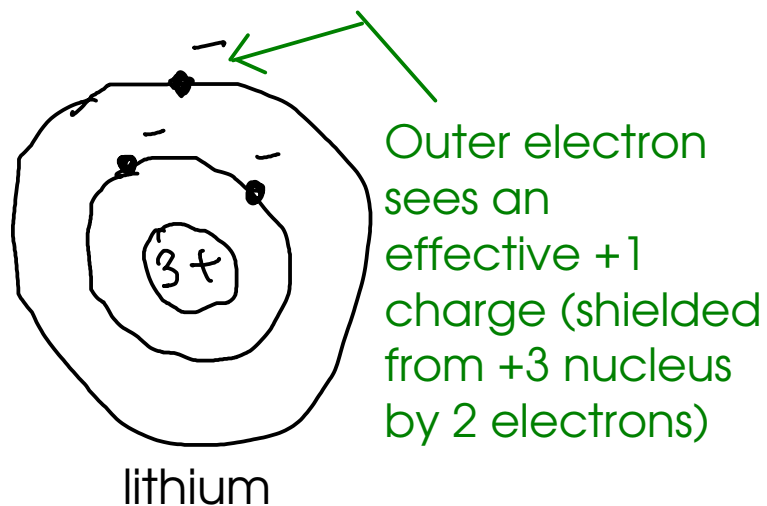 −
− −
3+
Outer electron
sees an
effective +1
charge (shielded
from +3 nucleus
by 2 electrons)
lithium